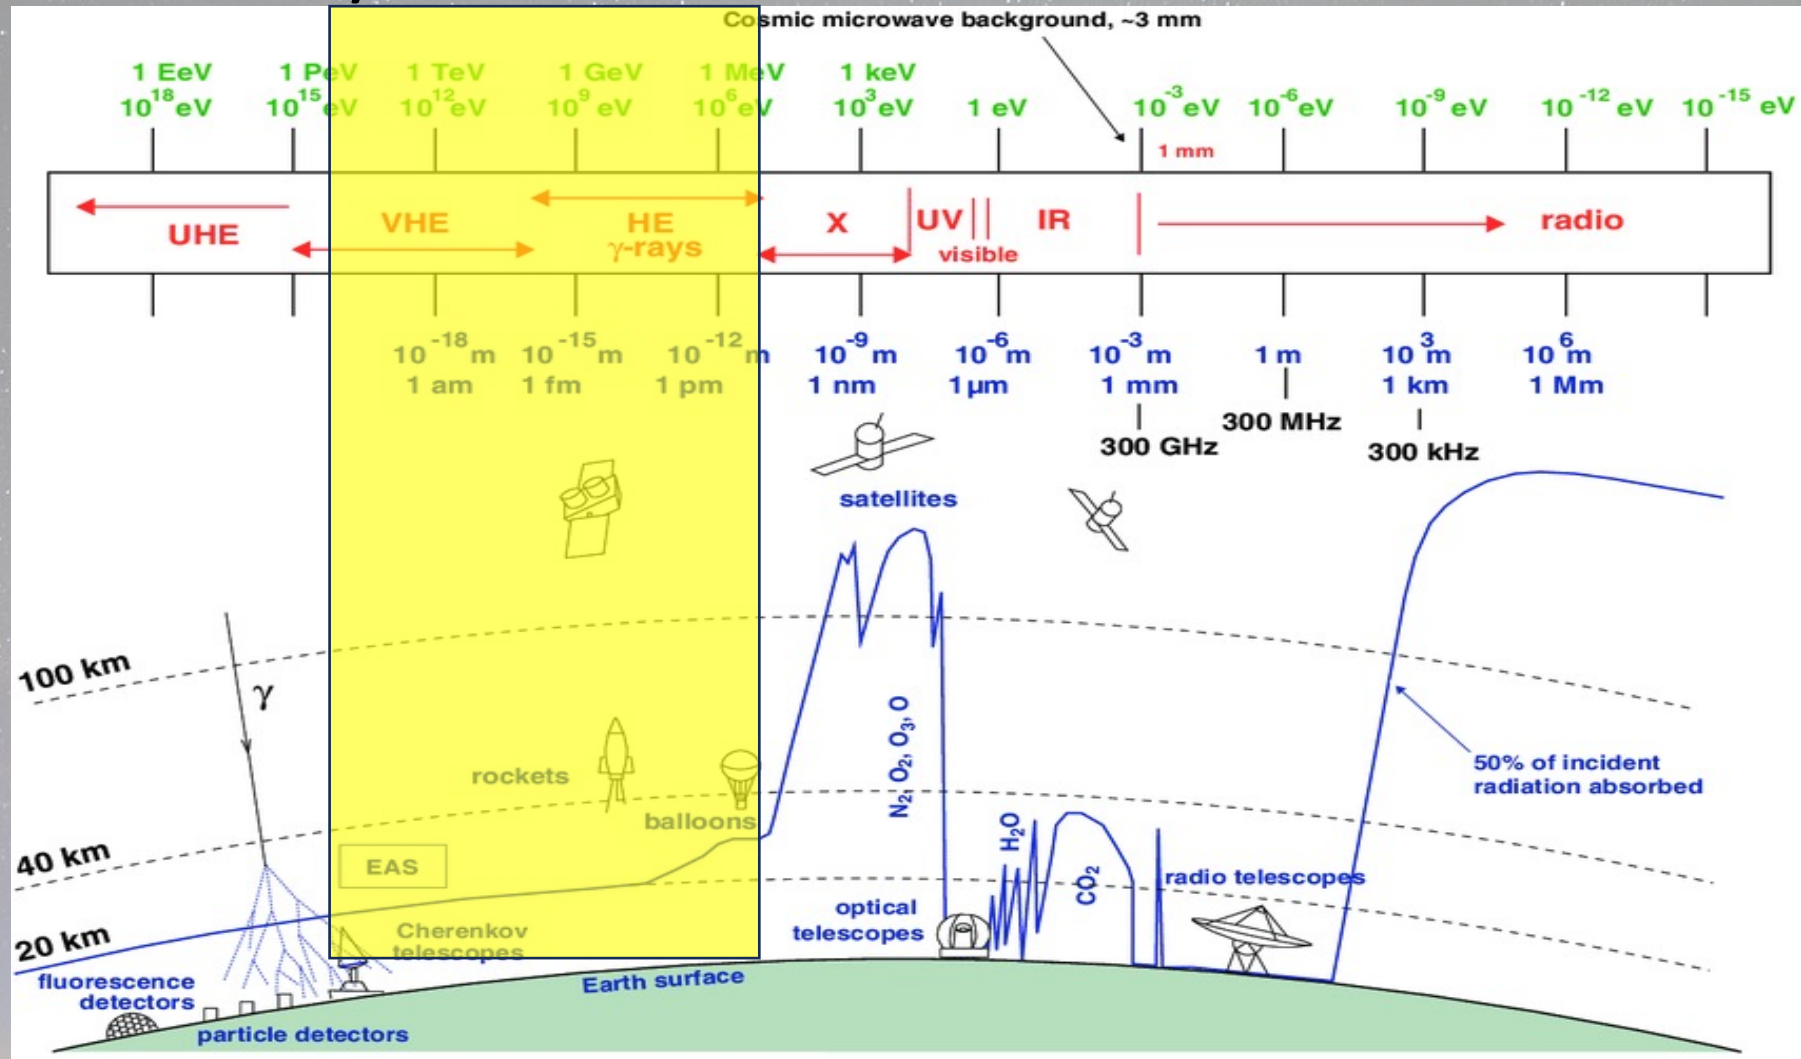 Cosmic microwave background, ~3 mm
1 EeV 1 PeV 1 TeV 1 GeV 1 MeV 1 keV
10^18 eV 10^15 eV 10^12 eV 10^9 eV 10^6 eV 10^3 eV 1 eV 10^-3 eV 10^-6 eV 10^-9 eV 10^-12 eV 10^-15 eV
1 mm
UHE VHE HE X UV IR radio
γ-rays visible
10^-18 m 10^-15 m 10^-12 m 10^-9 m 10^-6 m 10^-3 m 1 m 10^3 m 10^6 m
1 am 1 fm 1 pm 1 nm 1µm 1 mm 1 km 1 Mm
300 MHz
300 GHz 300 kHz
satellites
100 km
γ
N2, O2, O3, O
rockets
50% of incident
radiation absorbed
balloons
H2O
40 km
EAS
CO2
radio telescopes
optical
telescopes
20 km
Cherenkov
telescopes
fluorescence
detectors
Earth surface
particle detectors